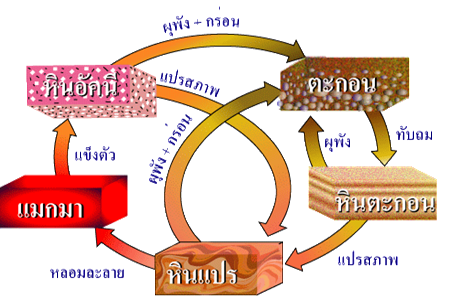 ผุพัง + กร่อน
หินอัคนี
แปรสภาพ
ตะกอน
ผุพัง + กร่อน
ผุพัง
ทับถม
แข็งตัว
แมกมา
หินตะกอน
หลอมละลาย
หินแปร
แปรสภาพ